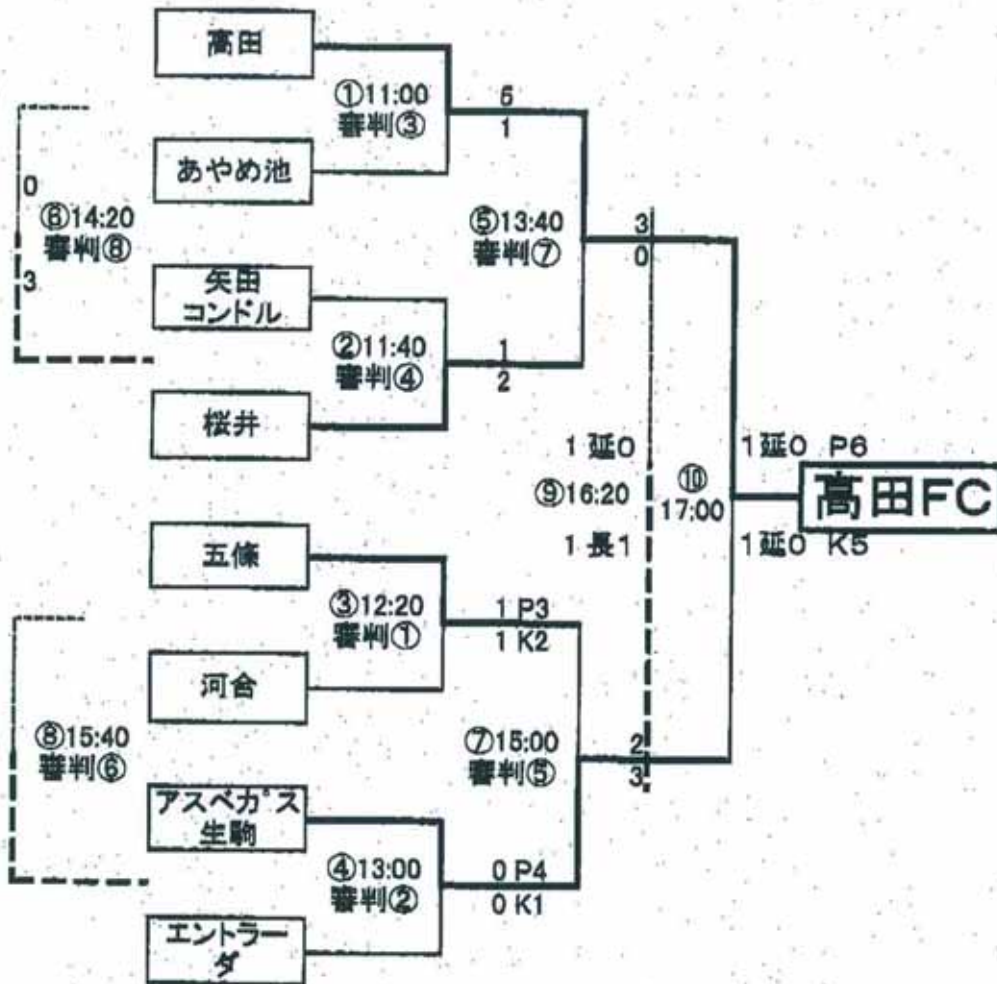 高田
①11:00
審判③
6
1
あやめ池
0
⑥14:20
審判⑧
3
⑤13:40
審判⑦
3
0
矢田
コンドル
②11:40
審判④
1
2
桜井
1 延0
1延0 P6
⑨16:20
⑩
17:00
高田FC
1 長1
1延0 K5
五條
③12:20
審判①
1 P3
1 K2
河合
⑧15:40
審判⑥
⑦15:00
審判⑤
2
3
アスペガス
生駒
④13:00
審判②
0 P4
0 K1
エントラー
ダ